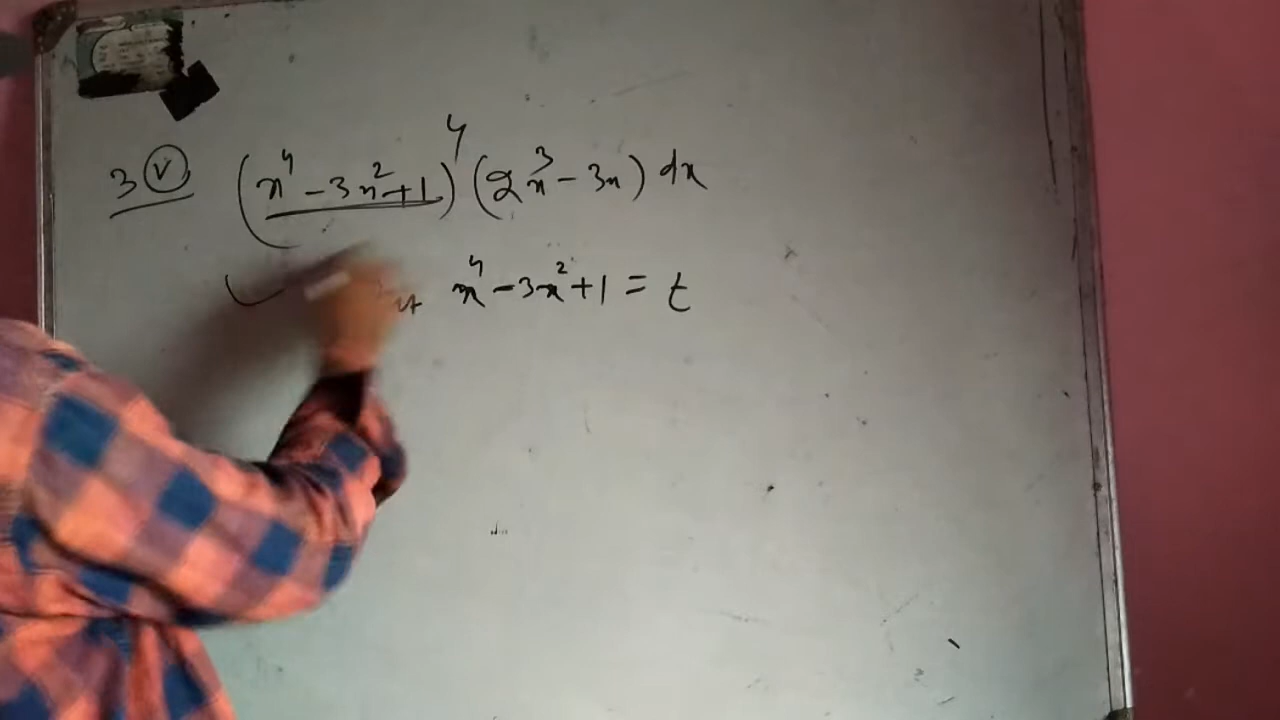 3 (v) (x⁴ - 3x² + 1)⁴ (2x³ - 3x) dx
x⁴ - 3x² + 1 = t